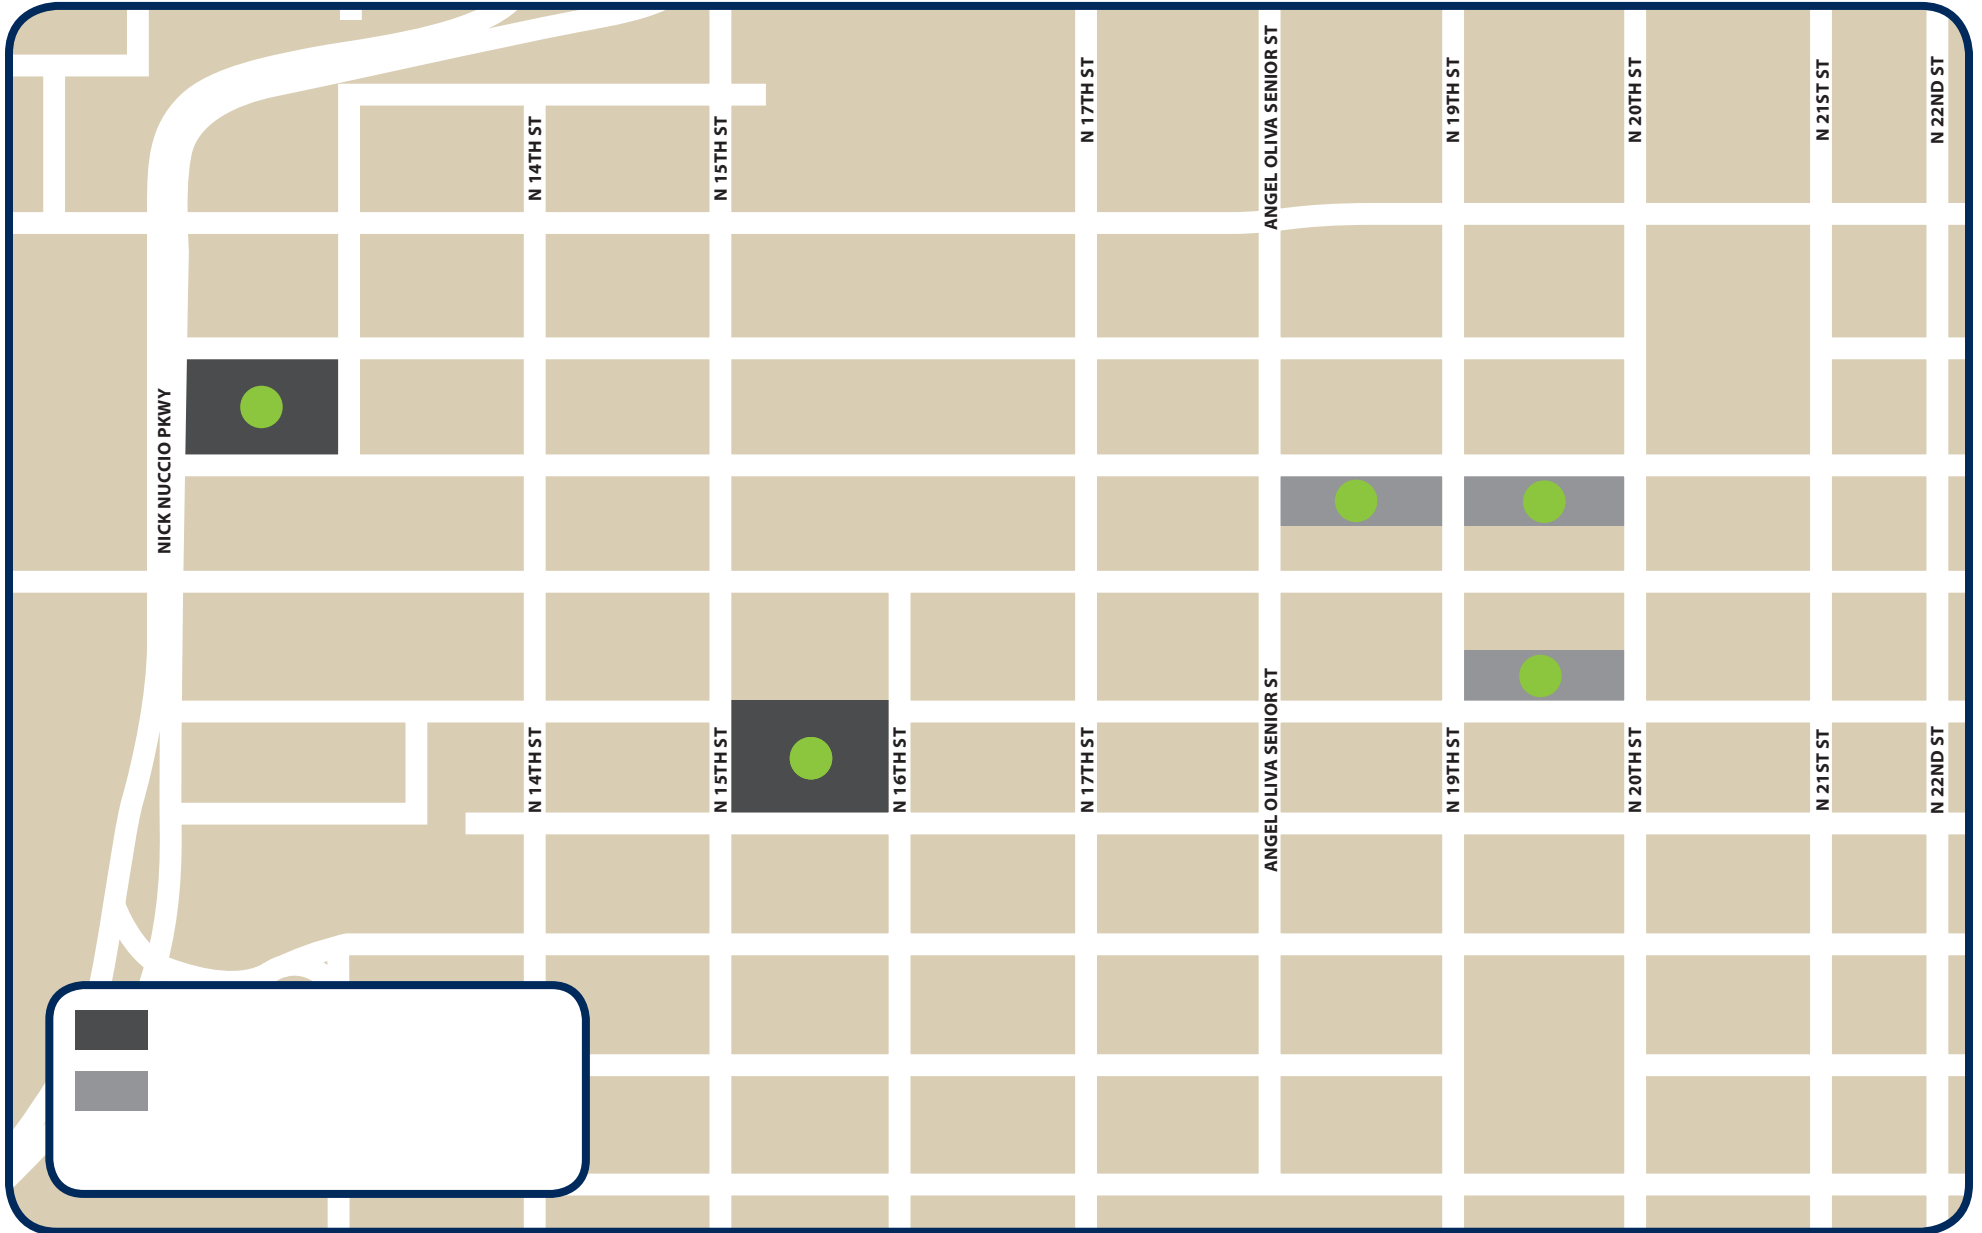 N 14TH ST
N 15TH ST
N 17TH ST
ANGEL OLIVA SENIOR ST
N 19TH ST
N 20TH ST
N 21ST ST
N 22ND ST
NICK NUCCIO PKWY
N 14TH ST
N 15TH ST
N 16TH ST
N 17TH ST
ANGEL OLIVA SENIOR ST
N 19TH ST
N 20TH ST
N 21ST ST
N 22ND ST